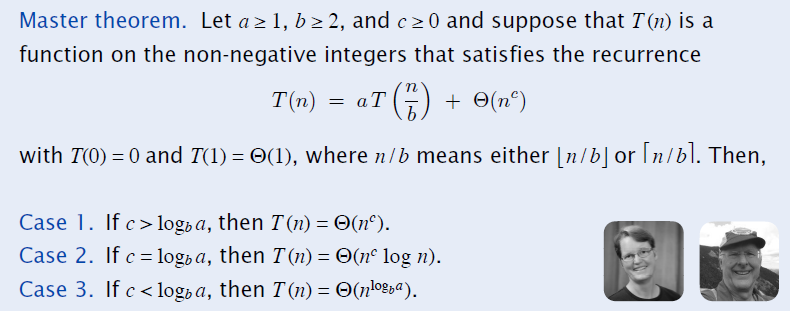 Master theorem. Let a ≥ 1, b ≥ 2, and c ≥ 0 and suppose that T(n) is a
function on the non-negative integers that satisfies the recurrence
T(n) = a T(n/b) + Θ(n^c)
with T(0) = 0 and T(1) = Θ(1), where n/b means either ⌊n/b⌋ or ⌈n/b⌉. Then,
Case 1. If c > log_b a, then T(n) = Θ(n^c).
Case 2. If c = log_b a, then T(n) = Θ(n^c log n).
Case 3. If c < log_b a, then T(n) = Θ(n^{log_b a}).